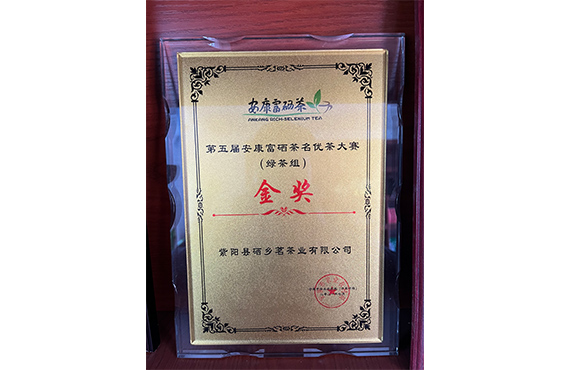 安康富硒茶
ANKANG RICH-SELENIUM TEA
第五届安康富硒茶名优茶大赛
（绿茶组）
金奖
紫阳县硒乡茗茶业有限公司